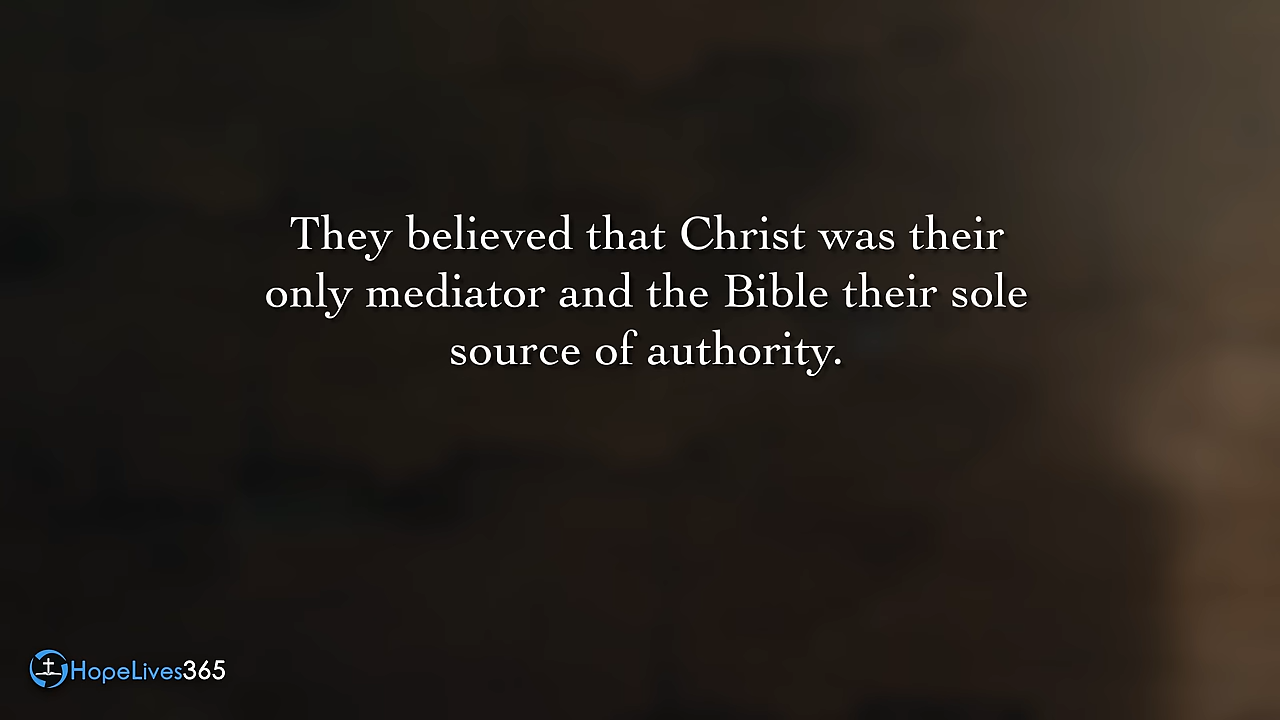 They believed that Christ was their
only mediator and the Bible their sole
source of authority.
HopeLives365